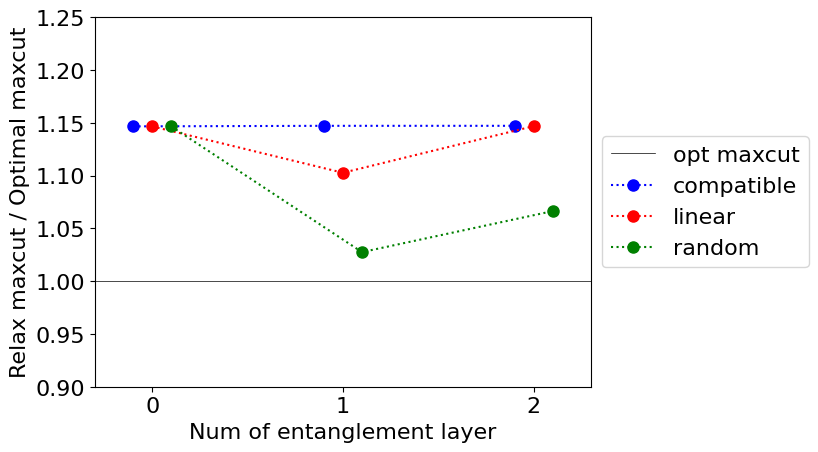 Relax maxcut / Optimal maxcut
1.25
1.20
1.15
1.10
1.05
1.00
0.95
0.90
0
1
2
Num of entanglement layer
opt maxcut
compatible
linear
random